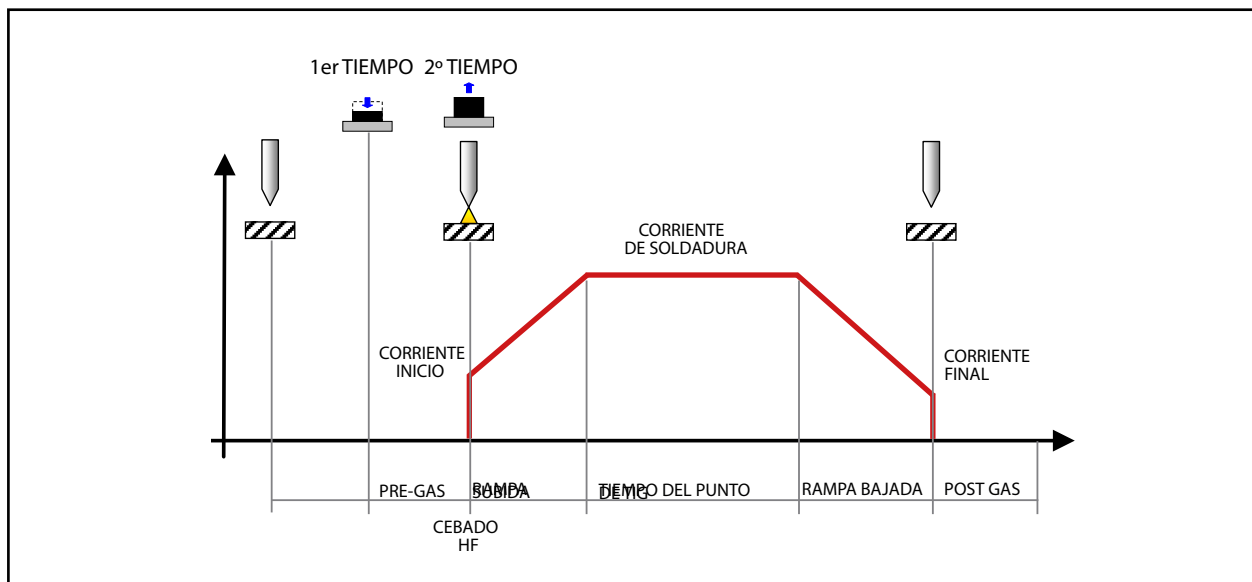 1er TIEMPO 2º TIEMPO
CORRIENTE
DE SOLDADURA
CORRIENTE
INICIO
CORRIENTE
FINAL
PRE-GAS
RAMPA
SUBIDA
TIEMPO DEL PUNTO
DE TIG
RAMPA BAJADA
POST GAS
CEBADO
HF